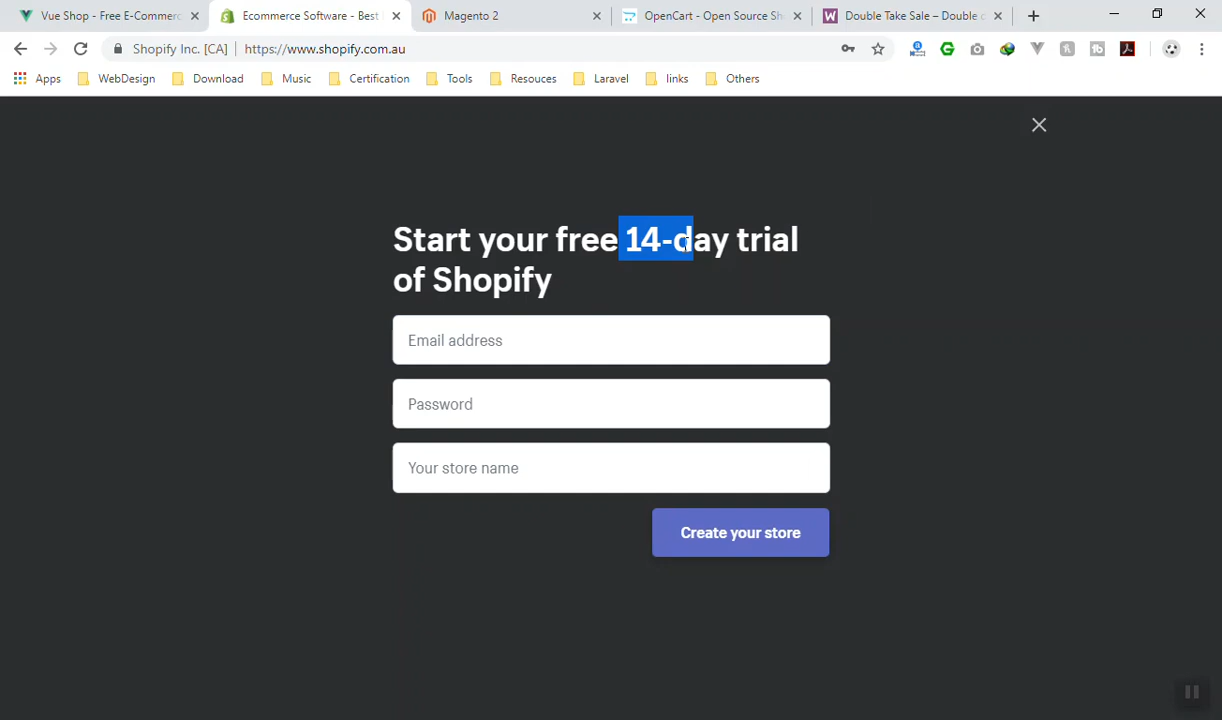 Vue Shop - Free E-Commerc
Ecommerce Software - Best
Magento 2
OpenCart - Open Source Sh
Double Take Sale – Double
Shopify Inc. [CA]
https://www.shopify.com.au
Apps
WebDesign
Download
Music
Certification
Tools
Resouces
Laravel
links
Others
Start your free 14-day trial
of Shopify
Email address
Password
Your store name
Create your store